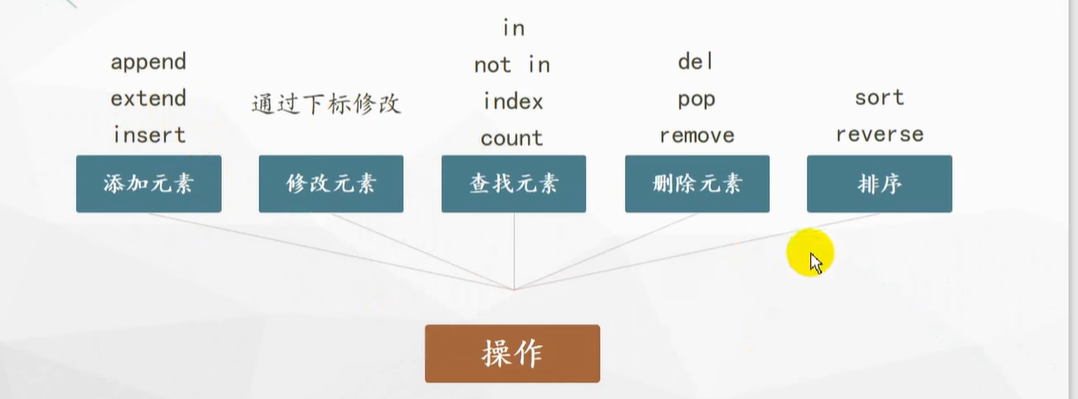 append
extend
insert
添加元素
通过下标修改
修改元素
in
not in
index
count
查找元素
del
pop
remove
删除元素
sort
reverse
排序
操作